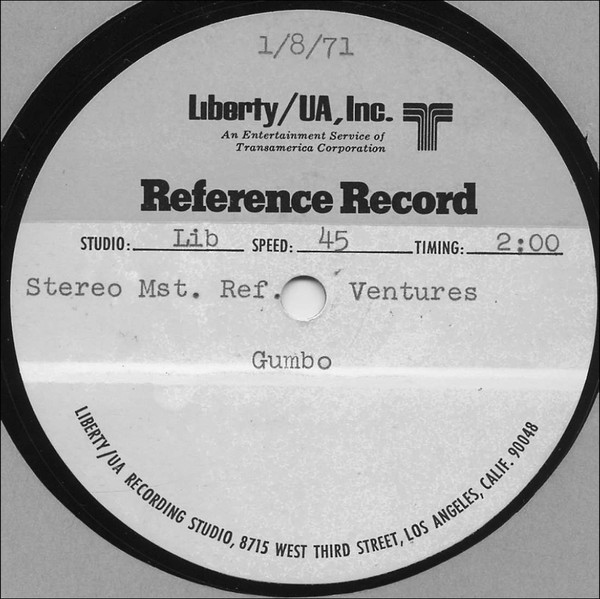 1/8/71
Liberty/UA, Inc.
An Entertainment Service of
Transamerica Corporation
Reference Record
STUDIO: Lib SPEED: 45 TIMING: 2:00
Stereo Mst. Ref. Ventures
Gumbo
LIBERTY/UA RECORDING STUDIO, 8715 WEST THIRD STREET, LOS ANGELES, CALIF. 90048